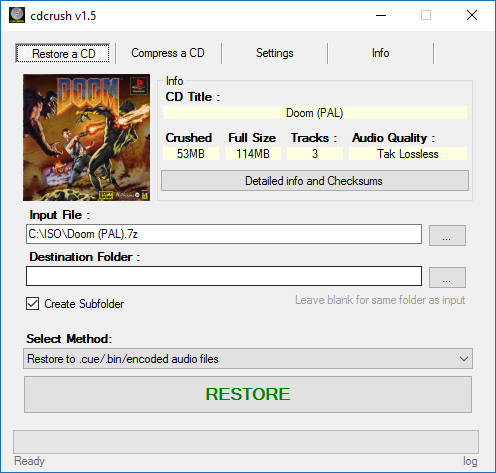 cdcrush v1.5
Restore a CD
Compress a CD
Settings
Info
DOOM
Info
CD Title :
Doom (PAL)
Crushed
Full Size
Tracks :
Audio Quality :
53MB
114MB
3
Tak Lossless
Detailed info and Checksums
Input File :
C:\ISO\Doom (PAL).7z
...
Destination Folder :
...
Create Subfolder
Leave blank for same folder as input
Select Method:
Restore to .cue/.bin/encoded audio files
RESTORE
Ready
log